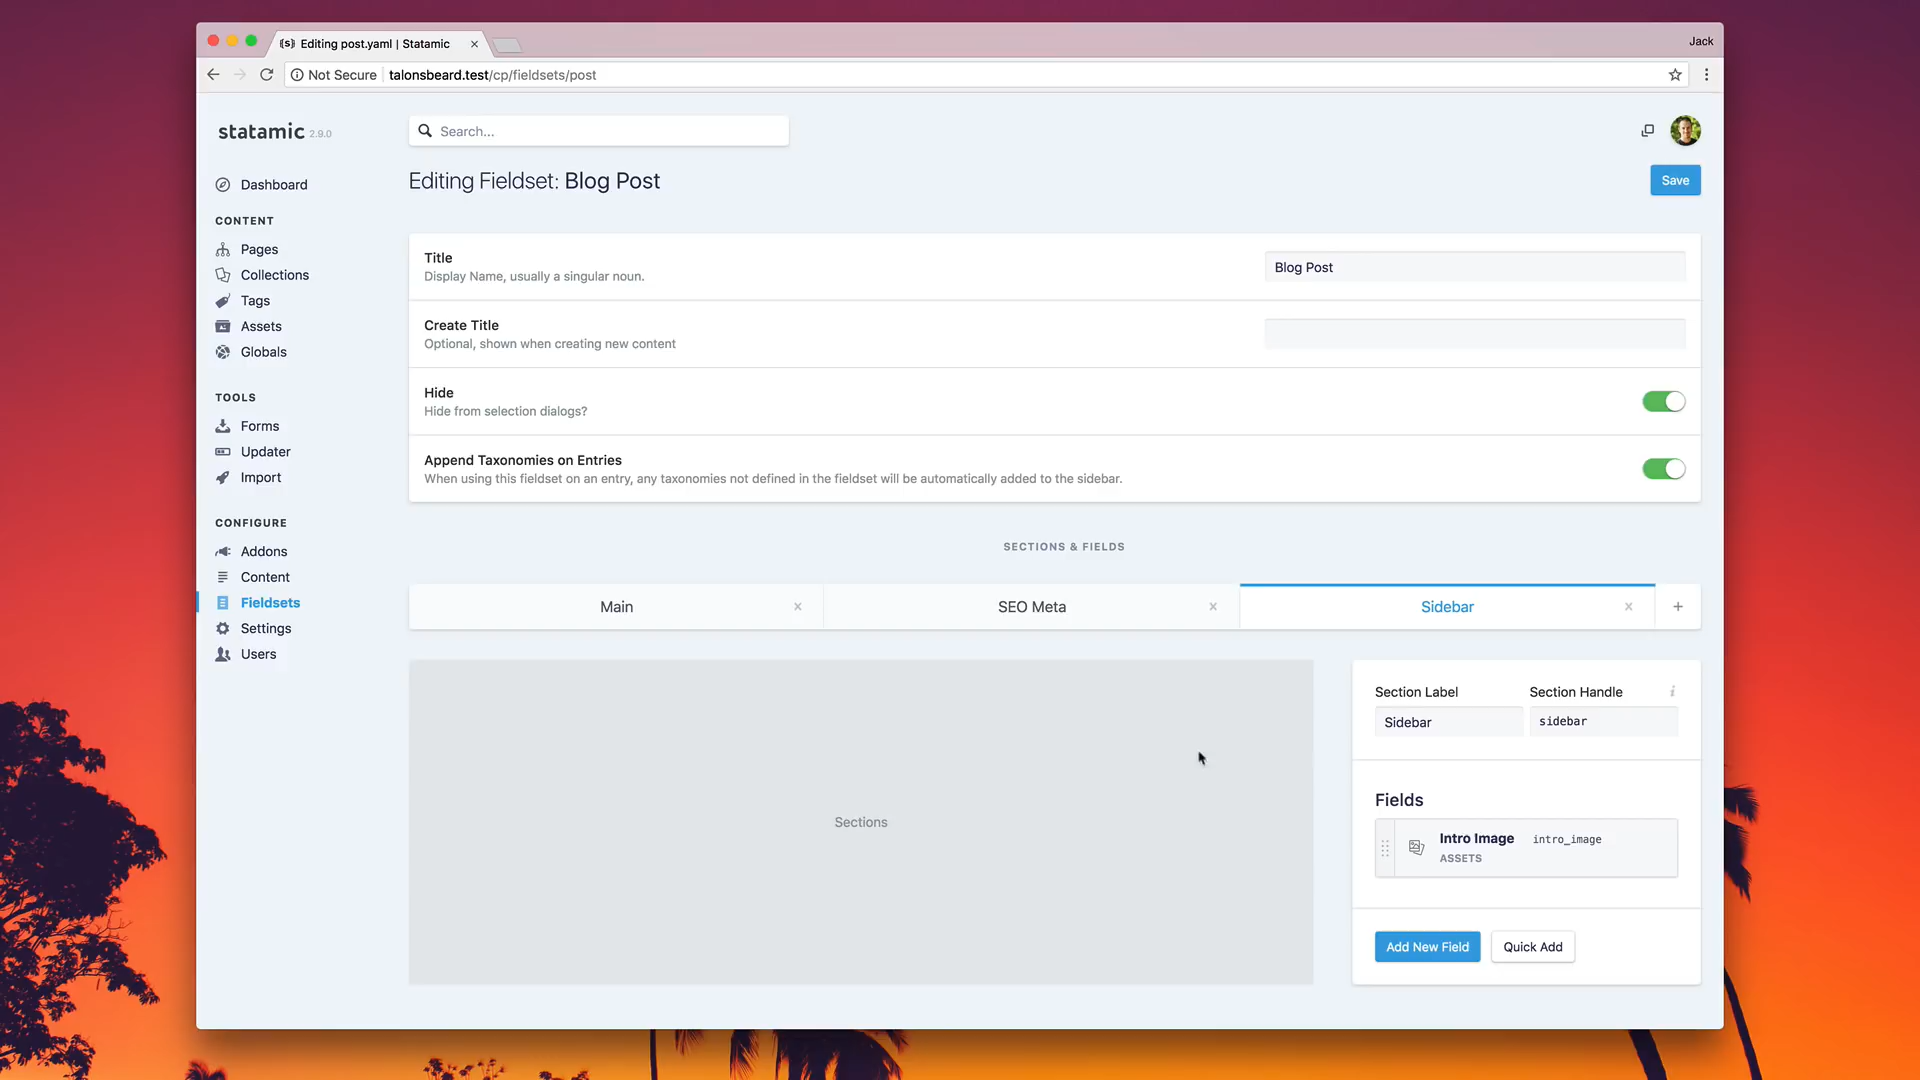 Editing post.yaml | Statamic
Jack
Not Secure
talonsbeard.test/cp/fieldsets/post
statamic 2.9.0
Search...
Dashboard
CONTENT
Pages
Collections
Tags
Assets
Globals
TOOLS
Forms
Updater
Import
CONFIGURE
Addons
Content
Fieldsets
Settings
Users
Editing Fieldset: Blog Post
Save
Title
Display Name, usually a singular noun.
Blog Post
Create Title
Optional, shown when creating new content
Hide
Hide from selection dialogs?
Append Taxonomies on Entries
When using this fieldset on an entry, any taxonomies not defined in the fieldset will be automatically added to the sidebar.
SECTIONS & FIELDS
Main
SEO Meta
Sidebar
Sections
Section Label
Section Handle
Sidebar
sidebar
Fields
Intro Image intro_image
ASSETS
Add New Field
Quick Add